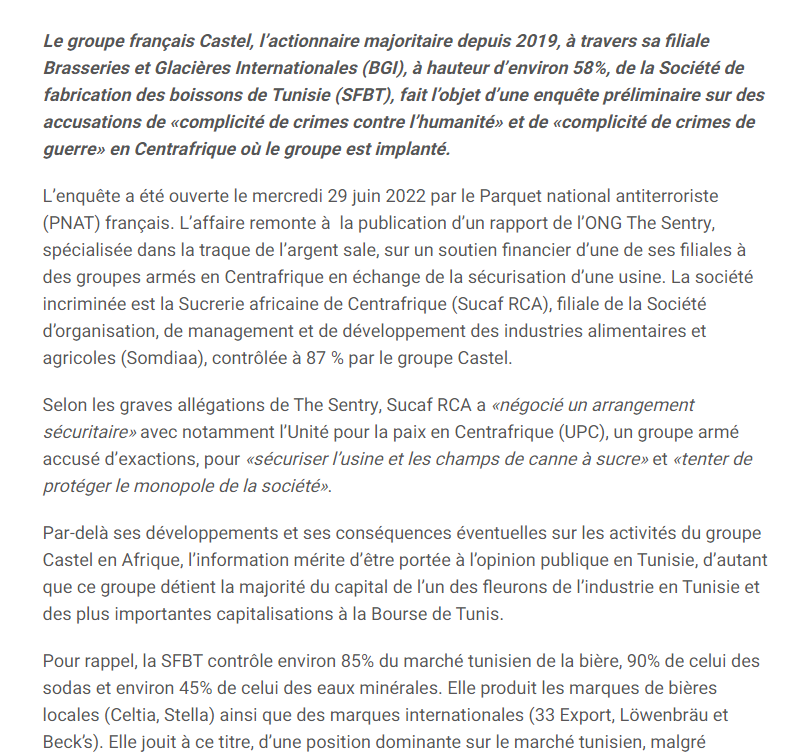 Le groupe français Castel, l’actionnaire majoritaire depuis 2019, à travers sa filiale
Brasseries et Glacières Internationales (BGI), à hauteur d’environ 58%, de la Société de
fabrication des boissons de Tunisie (SFBT), fait l’objet d’une enquête préliminaire sur des
accusations de «complicité de crimes contre l’humanité» et de «complicité de crimes de
guerre» en Centrafrique où le groupe est implanté.
L’enquête a été ouverte le mercredi 29 juin 2022 par le Parquet national antiterroriste
(PNAT) français. L’affaire remonte à  la publication d’un rapport de l’ONG The Sentry,
spécialisée dans la traque de l’argent sale, sur un soutien financier d’une de ses filiales à
des groupes armés en Centrafrique en échange de la sécurisation d’une usine. La société
incriminée est la Sucrerie africaine de Centrafrique (Sucaf RCA), filiale de la Société
d’organisation, de management et de développement des industries alimentaires et
agricoles (Somdiaa), contrôlée à 87 % par le groupe Castel.
Selon les graves allégations de The Sentry, Sucaf RCA a «négocié un arrangement
sécuritaire» avec notamment l’Unité pour la paix en Centrafrique (UPC), un groupe armé
accusé d’exactions, pour «sécuriser l’usine et les champs de canne à sucre» et «tenter de
protéger le monopole de la société».
Par-delà ses développements et ses conséquences éventuelles sur les activités du groupe
Castel en Afrique, l’information mérite d’être portée à l’opinion publique en Tunisie, d’autant
que ce groupe détient la majorité du capital de l’un des fleurons de l’industrie en Tunisie et
des plus importantes capitalisations à la Bourse de Tunis.
Pour rappel, la SFBT contrôle environ 85% du marché tunisien de la bière, 90% de celui des
sodas et environ 45% de celui des eaux minérales. Elle produit les marques de bières
locales (Celtia, Stella) ainsi que des marques internationales (33 Export, Löwenbräu et
Beck’s). Elle jouit à ce titre, d’une position dominante sur le marché tunisien, malgré